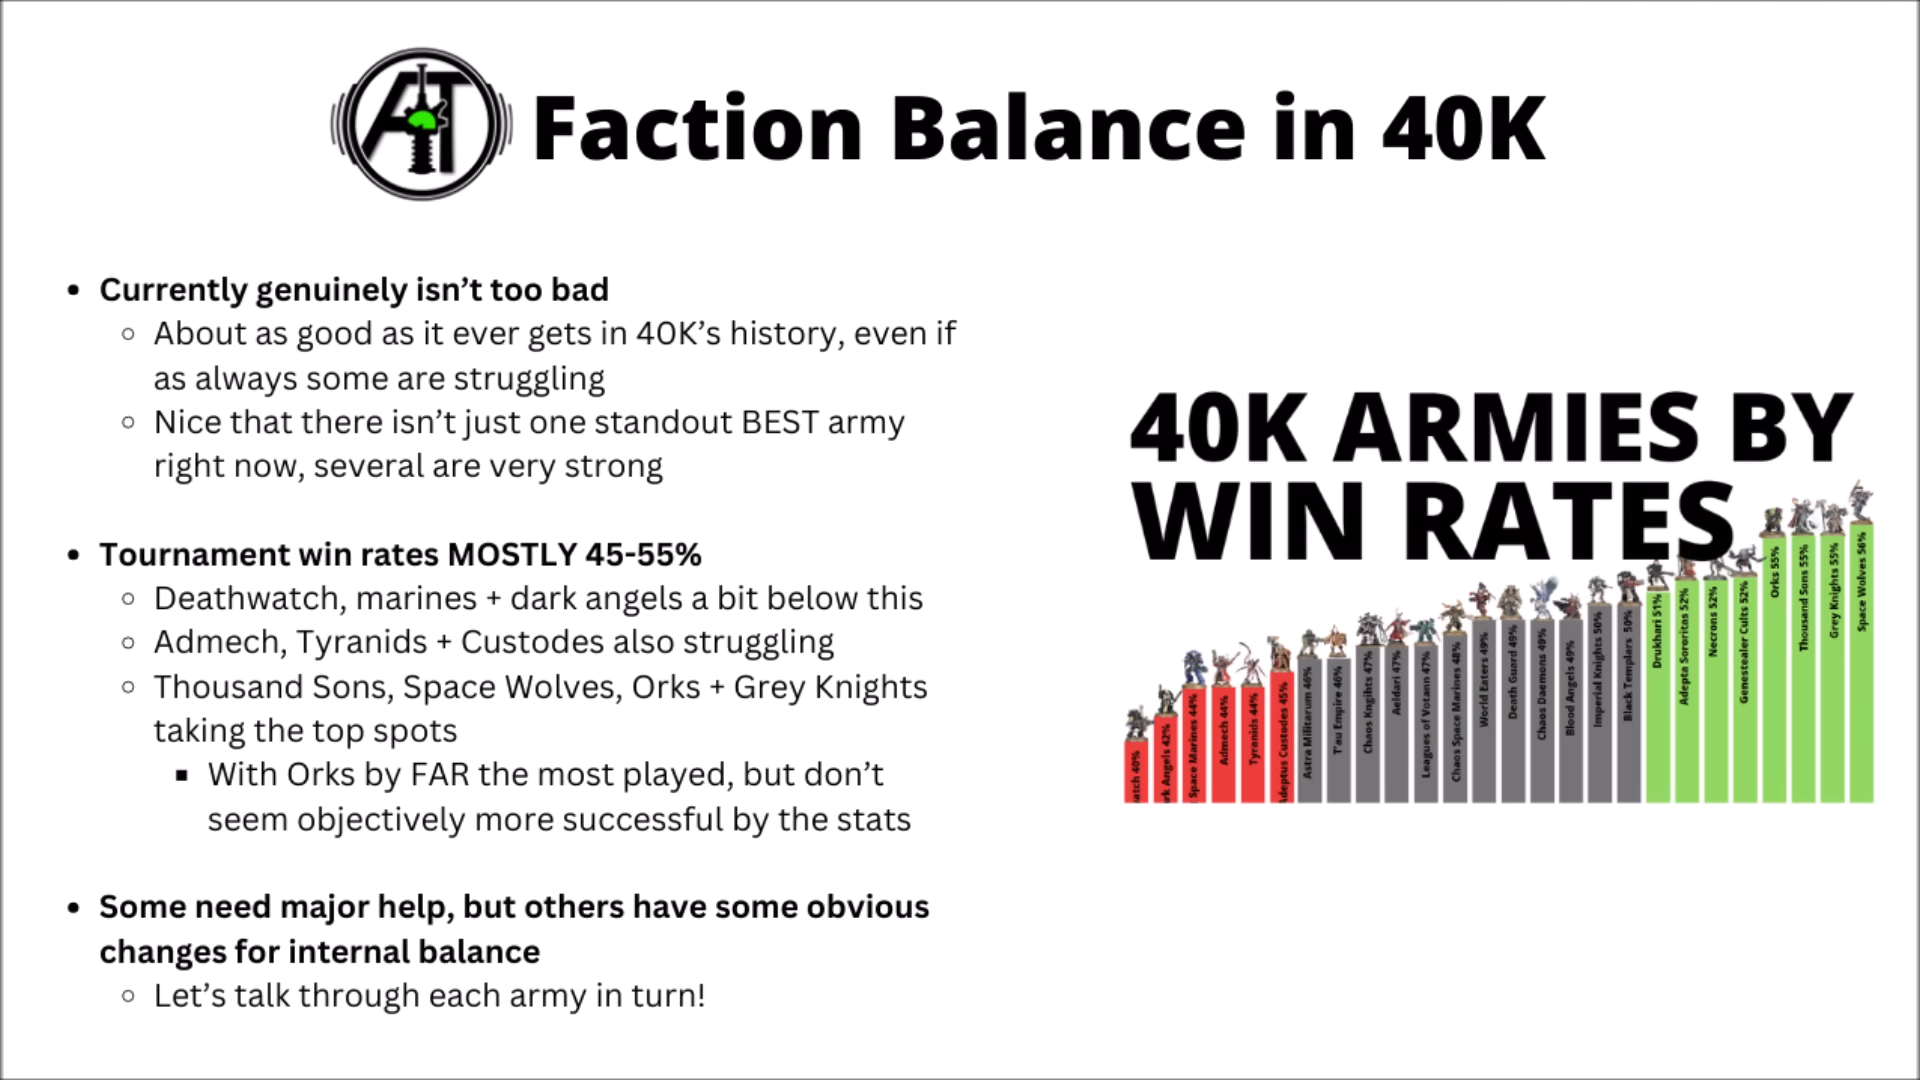 AT
Faction Balance in 40K
• Currently genuinely isn't too bad
○ About as good as it ever gets in 40K's history, even if
as always some are struggling
○ Nice that there isn't just one standout BEST army
right now, several are very strong
• Tournament win rates MOSTLY 45-55%
○ Deathwatch, marines + dark angels a bit below this
○ Admech, Tyranids + Custodes also struggling
○ Thousand Sons, Space Wolves, Orks + Grey Knights
taking the top spots
▪ With Orks by FAR the most played, but don't
seem objectively more successful by the stats
• Some need major help, but others have some obvious
changes for internal balance
○ Let's talk through each army in turn!
40K ARMIES BY
WIN RATES
atch 40%
rk Angels 42%
Space Marines 44%
Admech 44%
Tyranids 44%
Adeptus Custodes 45%
Astra Militarum 46%
T'au Empire 46%
Chaos Kngihts 47%
Aeldari 47%
Leagues of Votann 47%
Chaos Space Marines 48%
World Eaters 49%
Death Guard 49%
Chaos Daemons 49%
Blood Angels 49%
Imperial Knights 50%
Black Templars 50%
Drukhari 51%
Adepta Sororitas 52%
Necrons 52%
Genestealer Cults 52%
Orks 55%
Thousand Sons 55%
Grey Knights 55%
Space Wolves 56%